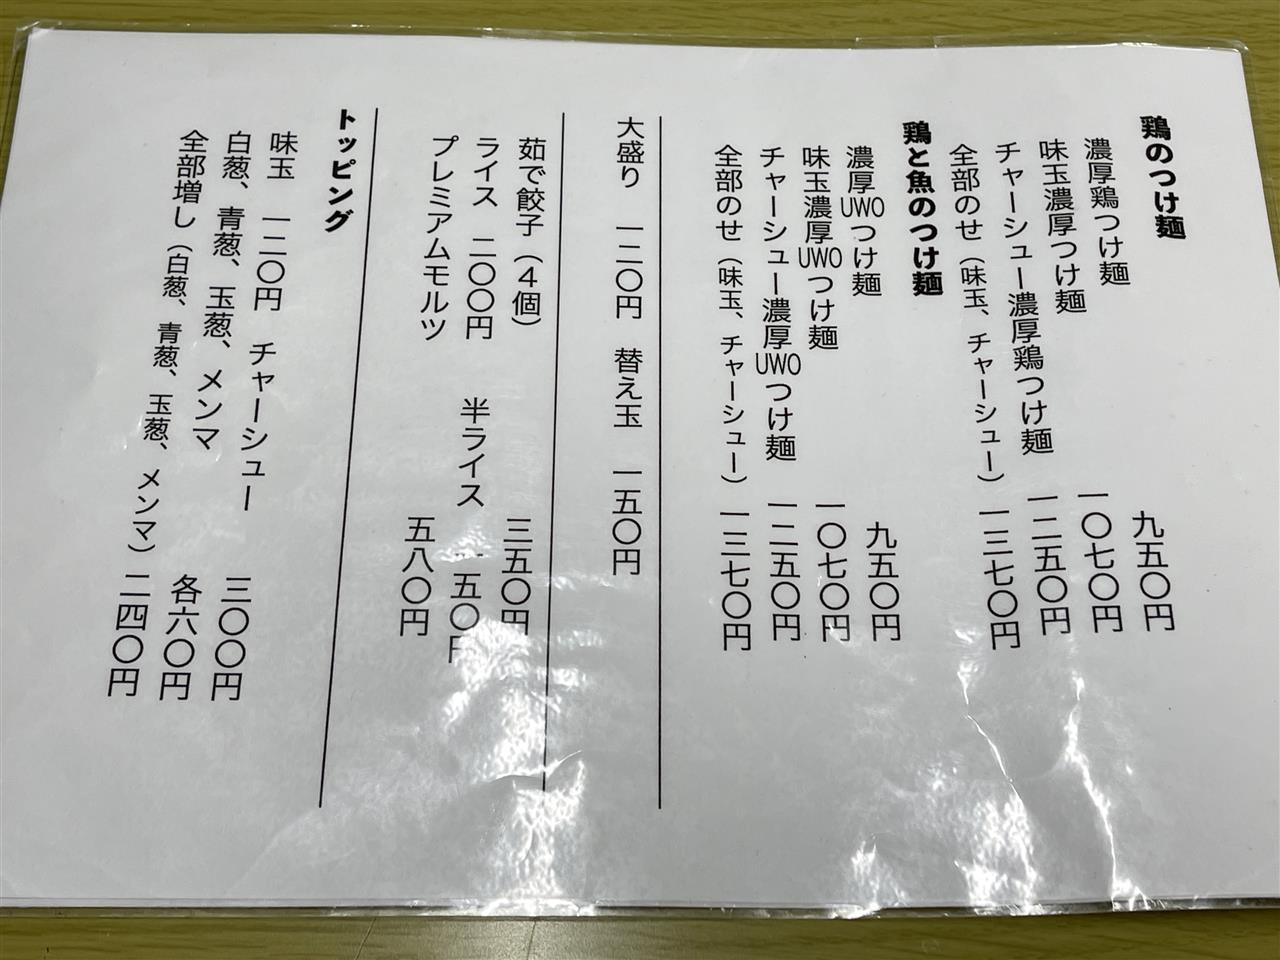 鶏のつけ麺
濃厚鶏つけ麺 九五〇円
味玉濃厚つけ麺 一〇七〇円
チャーシュー濃厚鶏つけ麺 一二五〇円
全部のせ（味玉、チャーシュー） 一三七〇円
鶏と魚のつけ麺
濃厚UWOつけ麺 九五〇円
味玉濃厚UWOつけ麺 一〇七〇円
チャーシュー濃厚UWOつけ麺 一二五〇円
全部のせ（味玉、チャーシュー） 一三七〇円
大盛り 一二〇円 替え玉 一五〇円
茹で餃子（4個） 三五〇円
ライス 二〇〇円 半ライス 一五〇円
プレミアムモルツ 五八〇円
トッピング
味玉 一二〇円 チャーシュー 三〇〇円
白葱、青葱、玉葱、メンマ 各六〇円
全部増し（白葱、青葱、玉葱、メンマ） 二四〇円